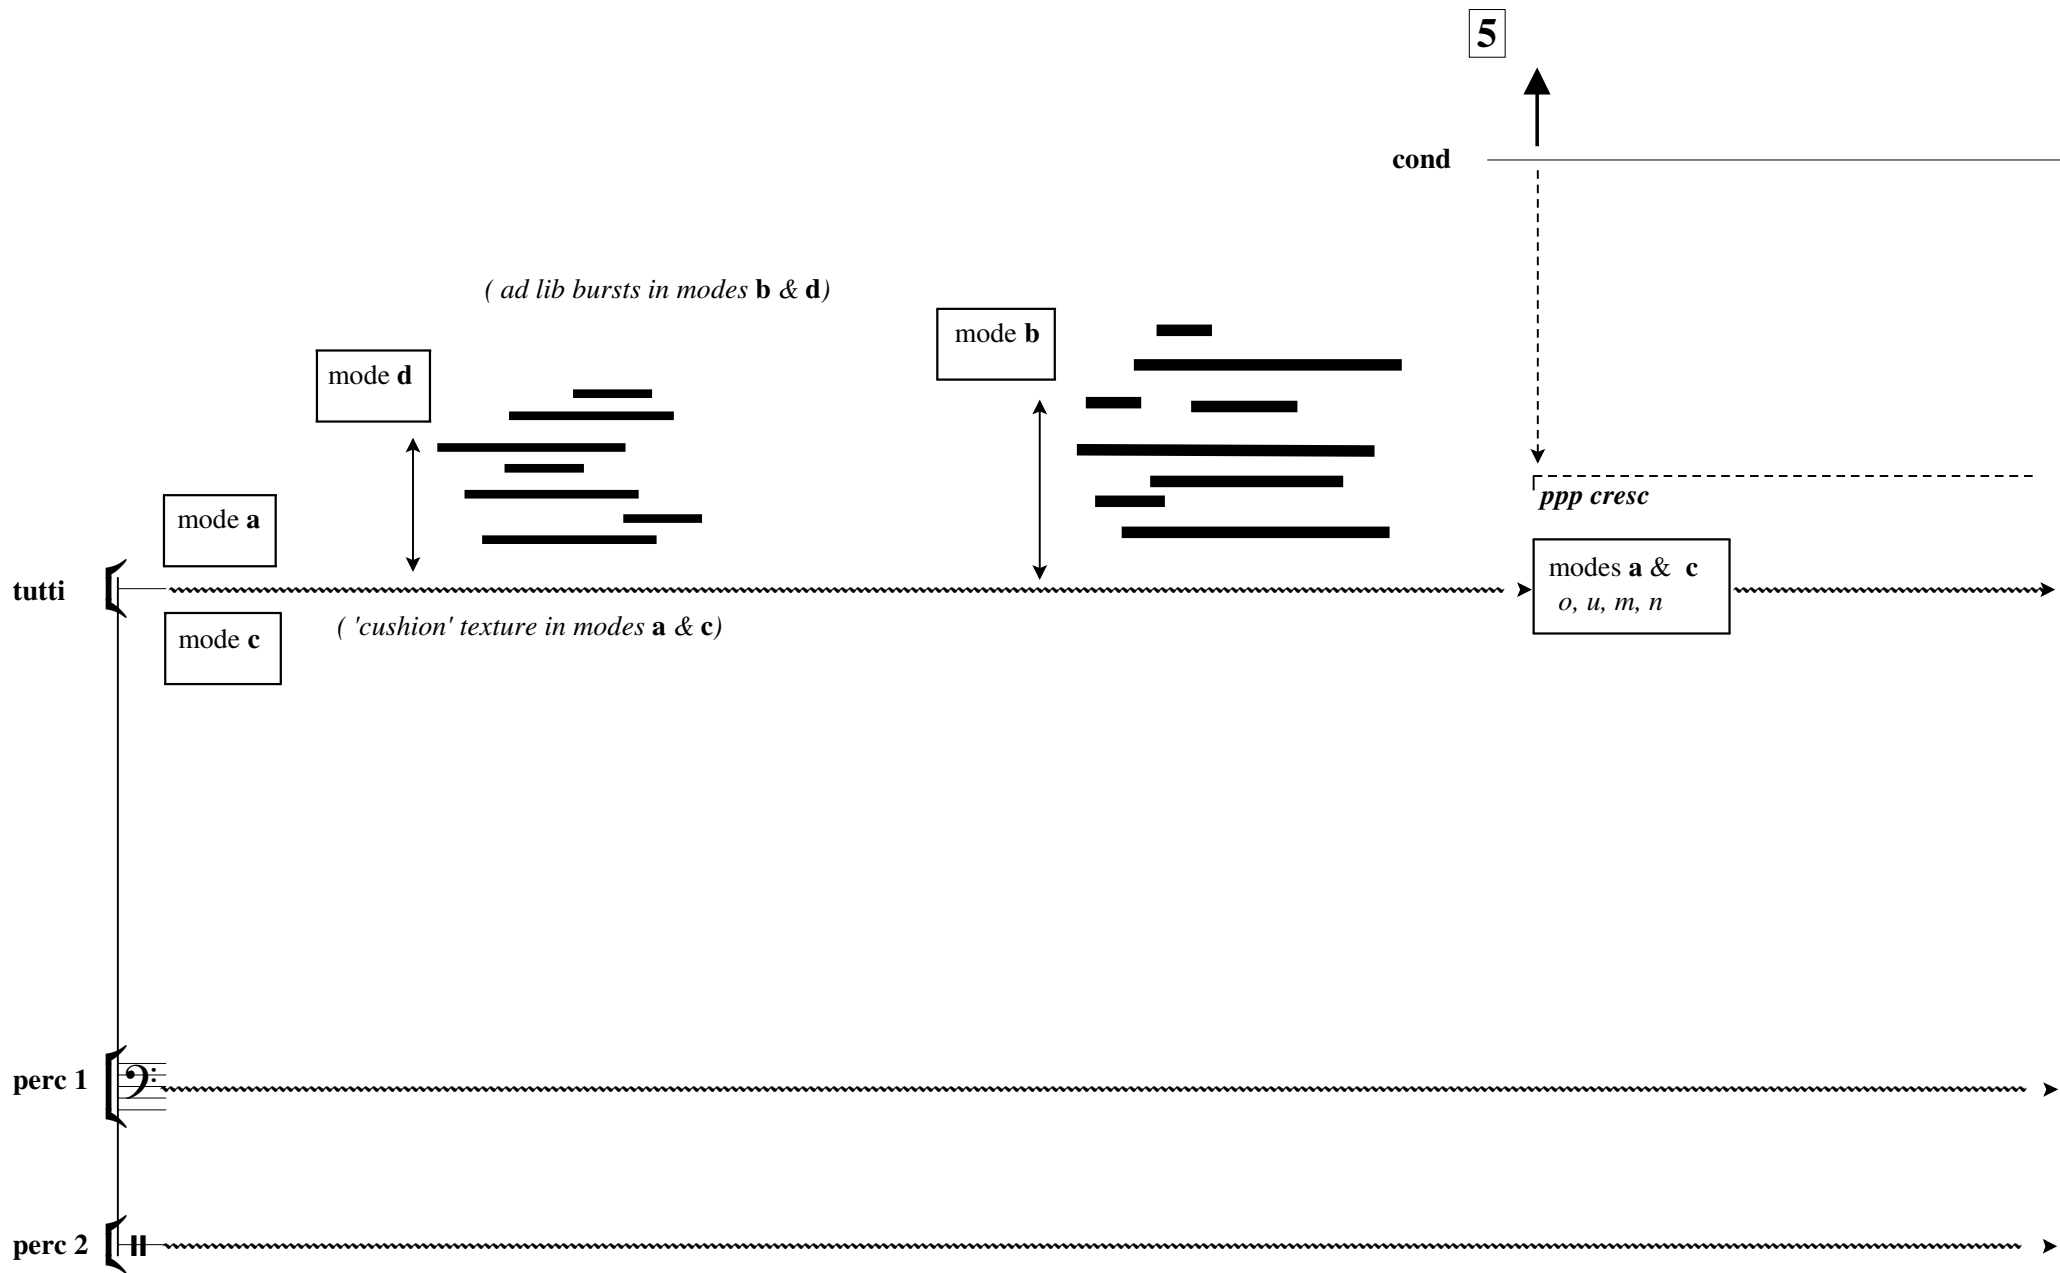 5
cond
( ad lib bursts in modes b & d)
mode b
mode d
ppp cresc
mode a
modes a & c
o, u, m, n
tutti
( 'cushion' texture in modes a & c)
mode c
perc 1
perc 2